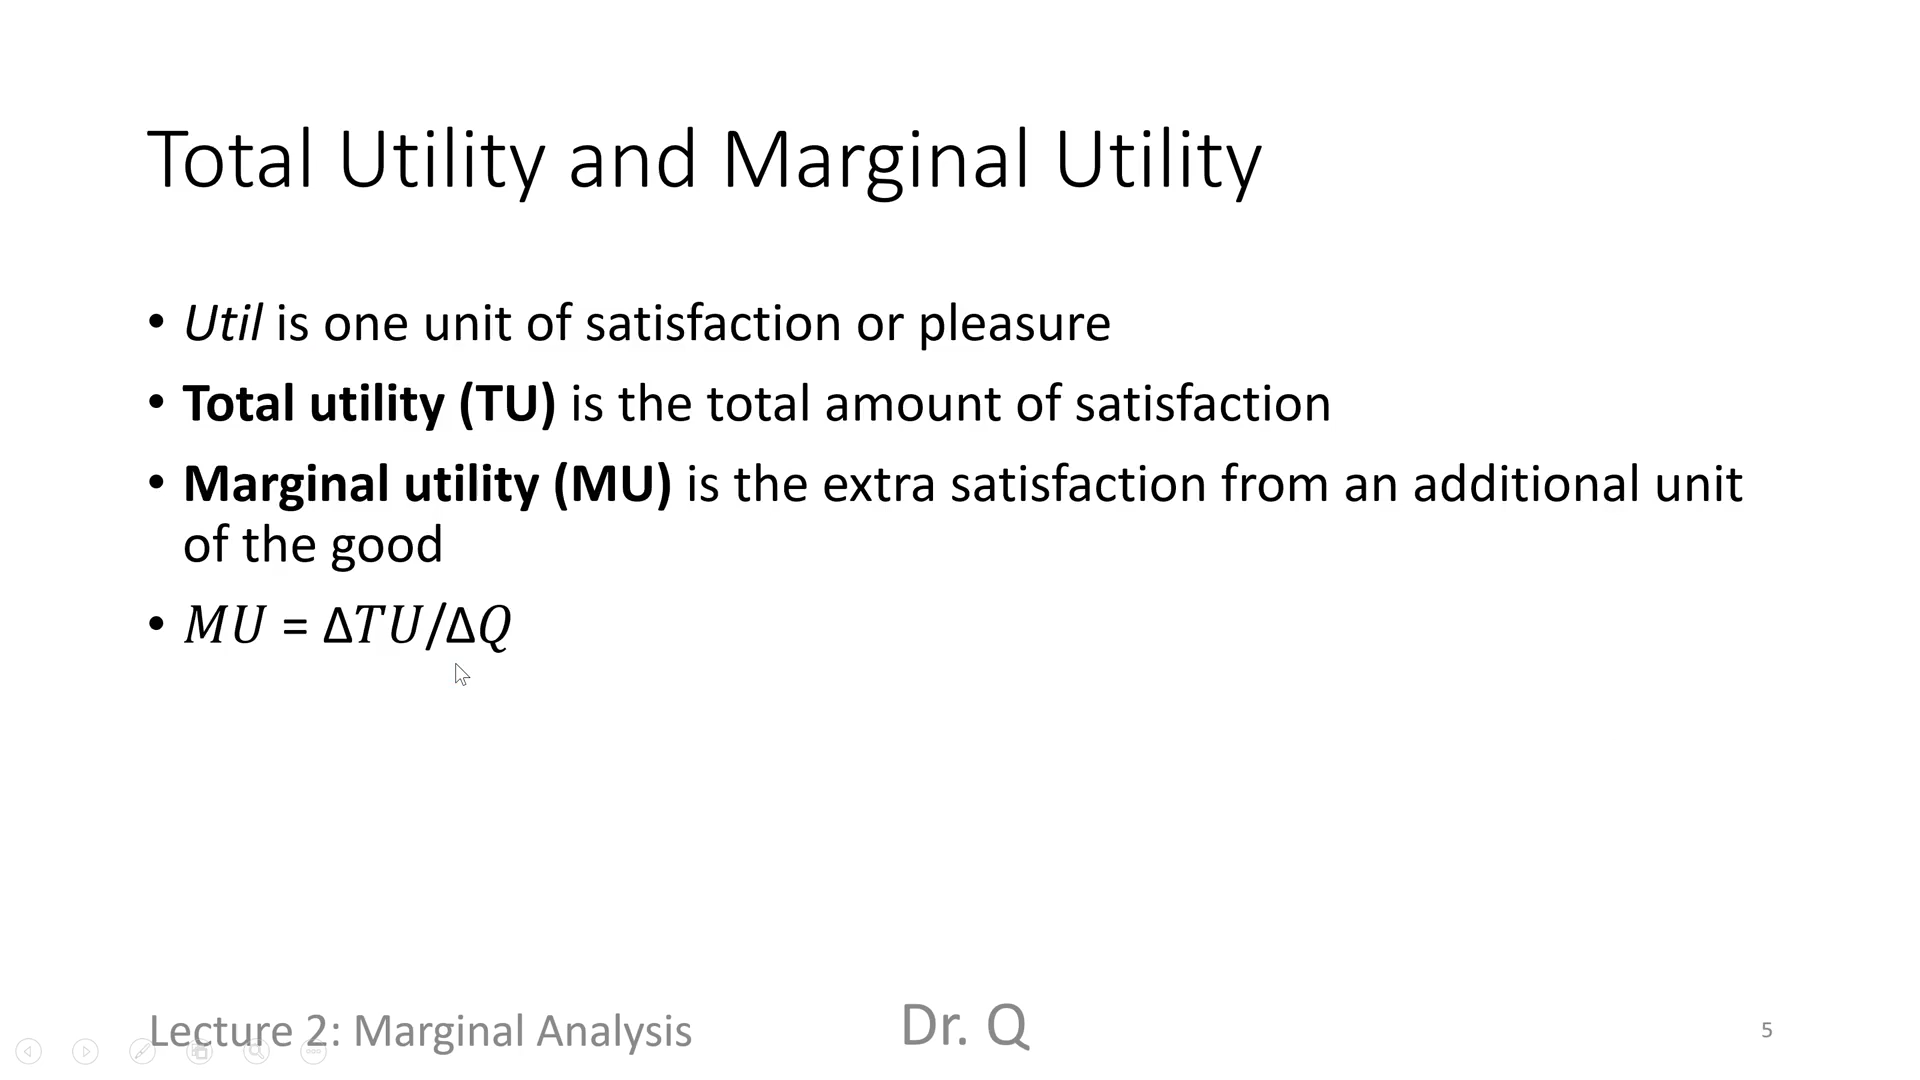 Total Utility and Marginal Utility
• Util is one unit of satisfaction or pleasure
• Total utility (TU) is the total amount of satisfaction
• Marginal utility (MU) is the extra satisfaction from an additional unit
of the good
• MU = ΔTU/ΔQ
Lecture 2: Marginal Analysis
Dr. Q
5